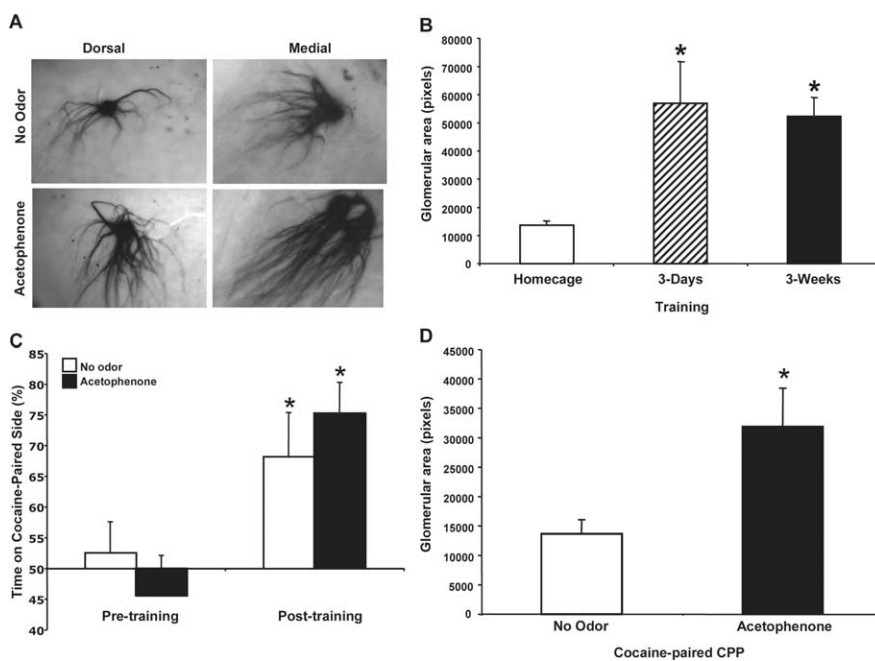 A
Dorsal Medial
No Odor
Acetophenone
B
Glomerular area (pixels)
80000
70000
60000
50000
40000
30000
20000
10000
0
*
*
Homecage 3-Days 3-Weeks
Training
C
Time on Cocaine-Paired Side (%)
85
80
75
70
65
60
55
50
45
40
No odor
Acetophenone
*
*
Pre-training Post-training
D
Glomerular area (pixels)
45000
40000
35000
30000
25000
20000
15000
10000
5000
0
*
No Odor Acetophenone
Cocaine-paired CPP